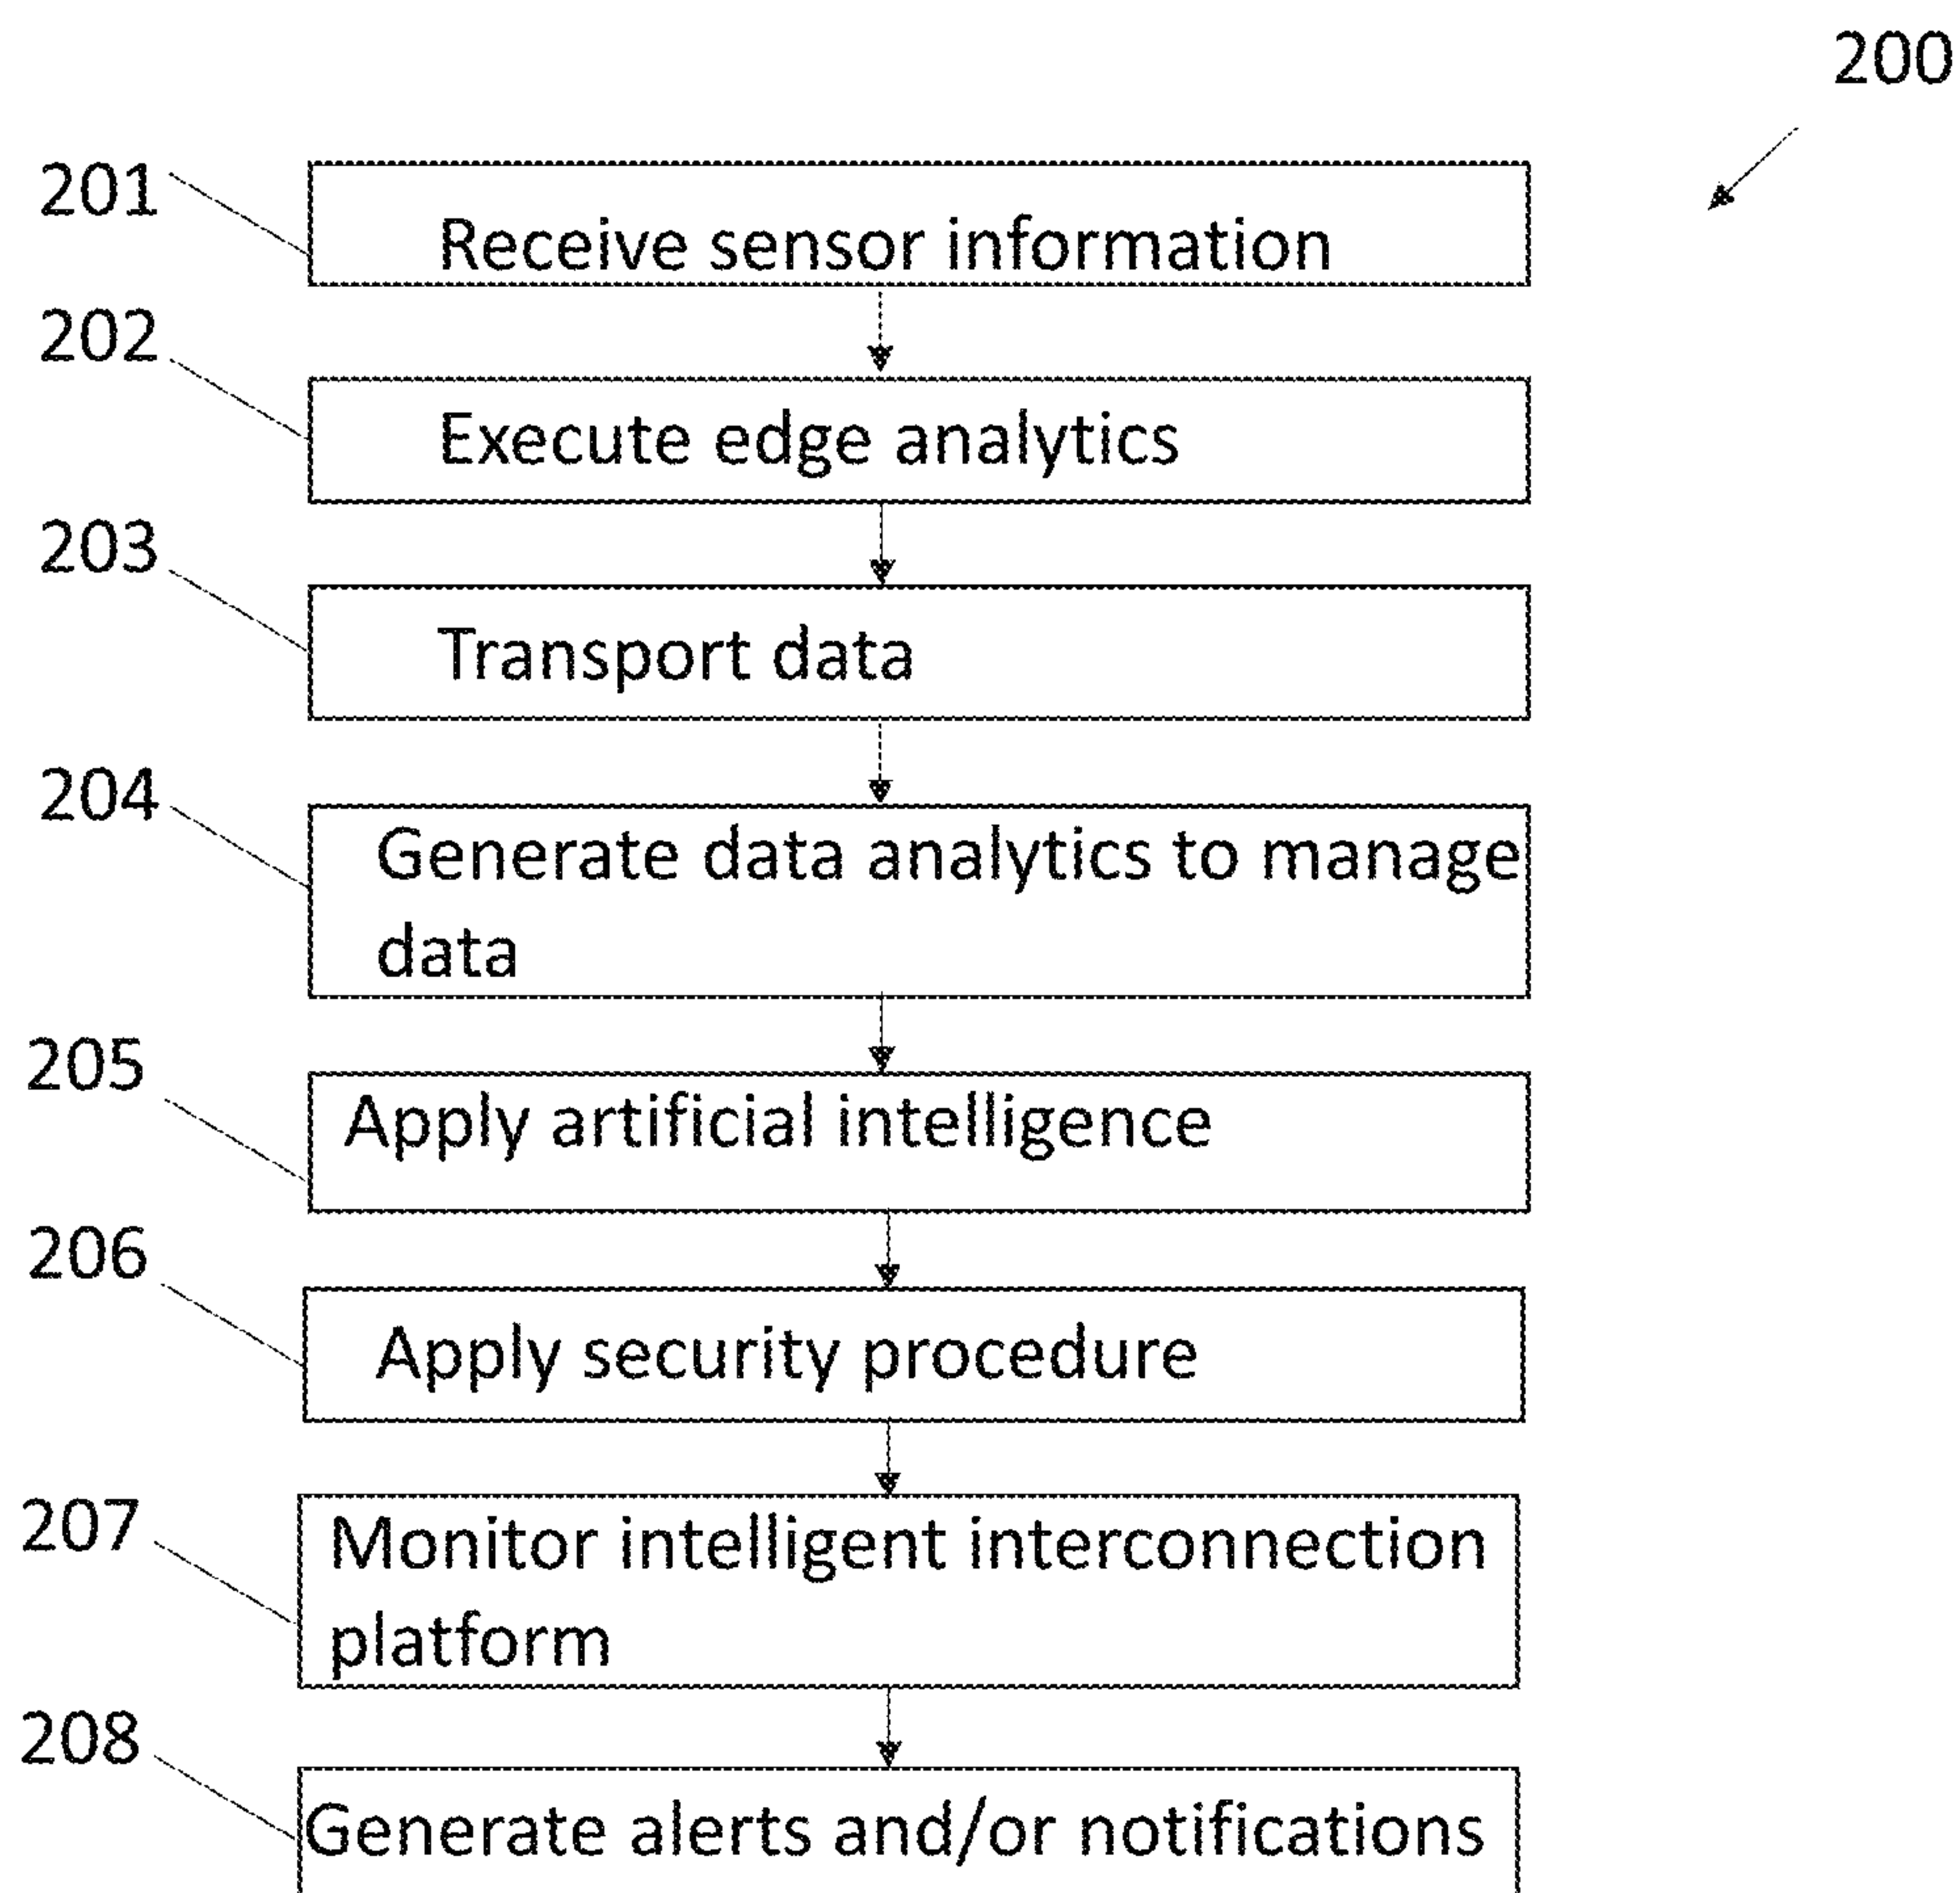 200
201
Receive sensor information
202
Execute edge analytics
203
Transport data
204
Generate data analytics to manage
data
205
Apply artificial intelligence
206
Apply security procedure
207
Monitor intelligent interconnection
platform
208
Generate alerts and/or notifications